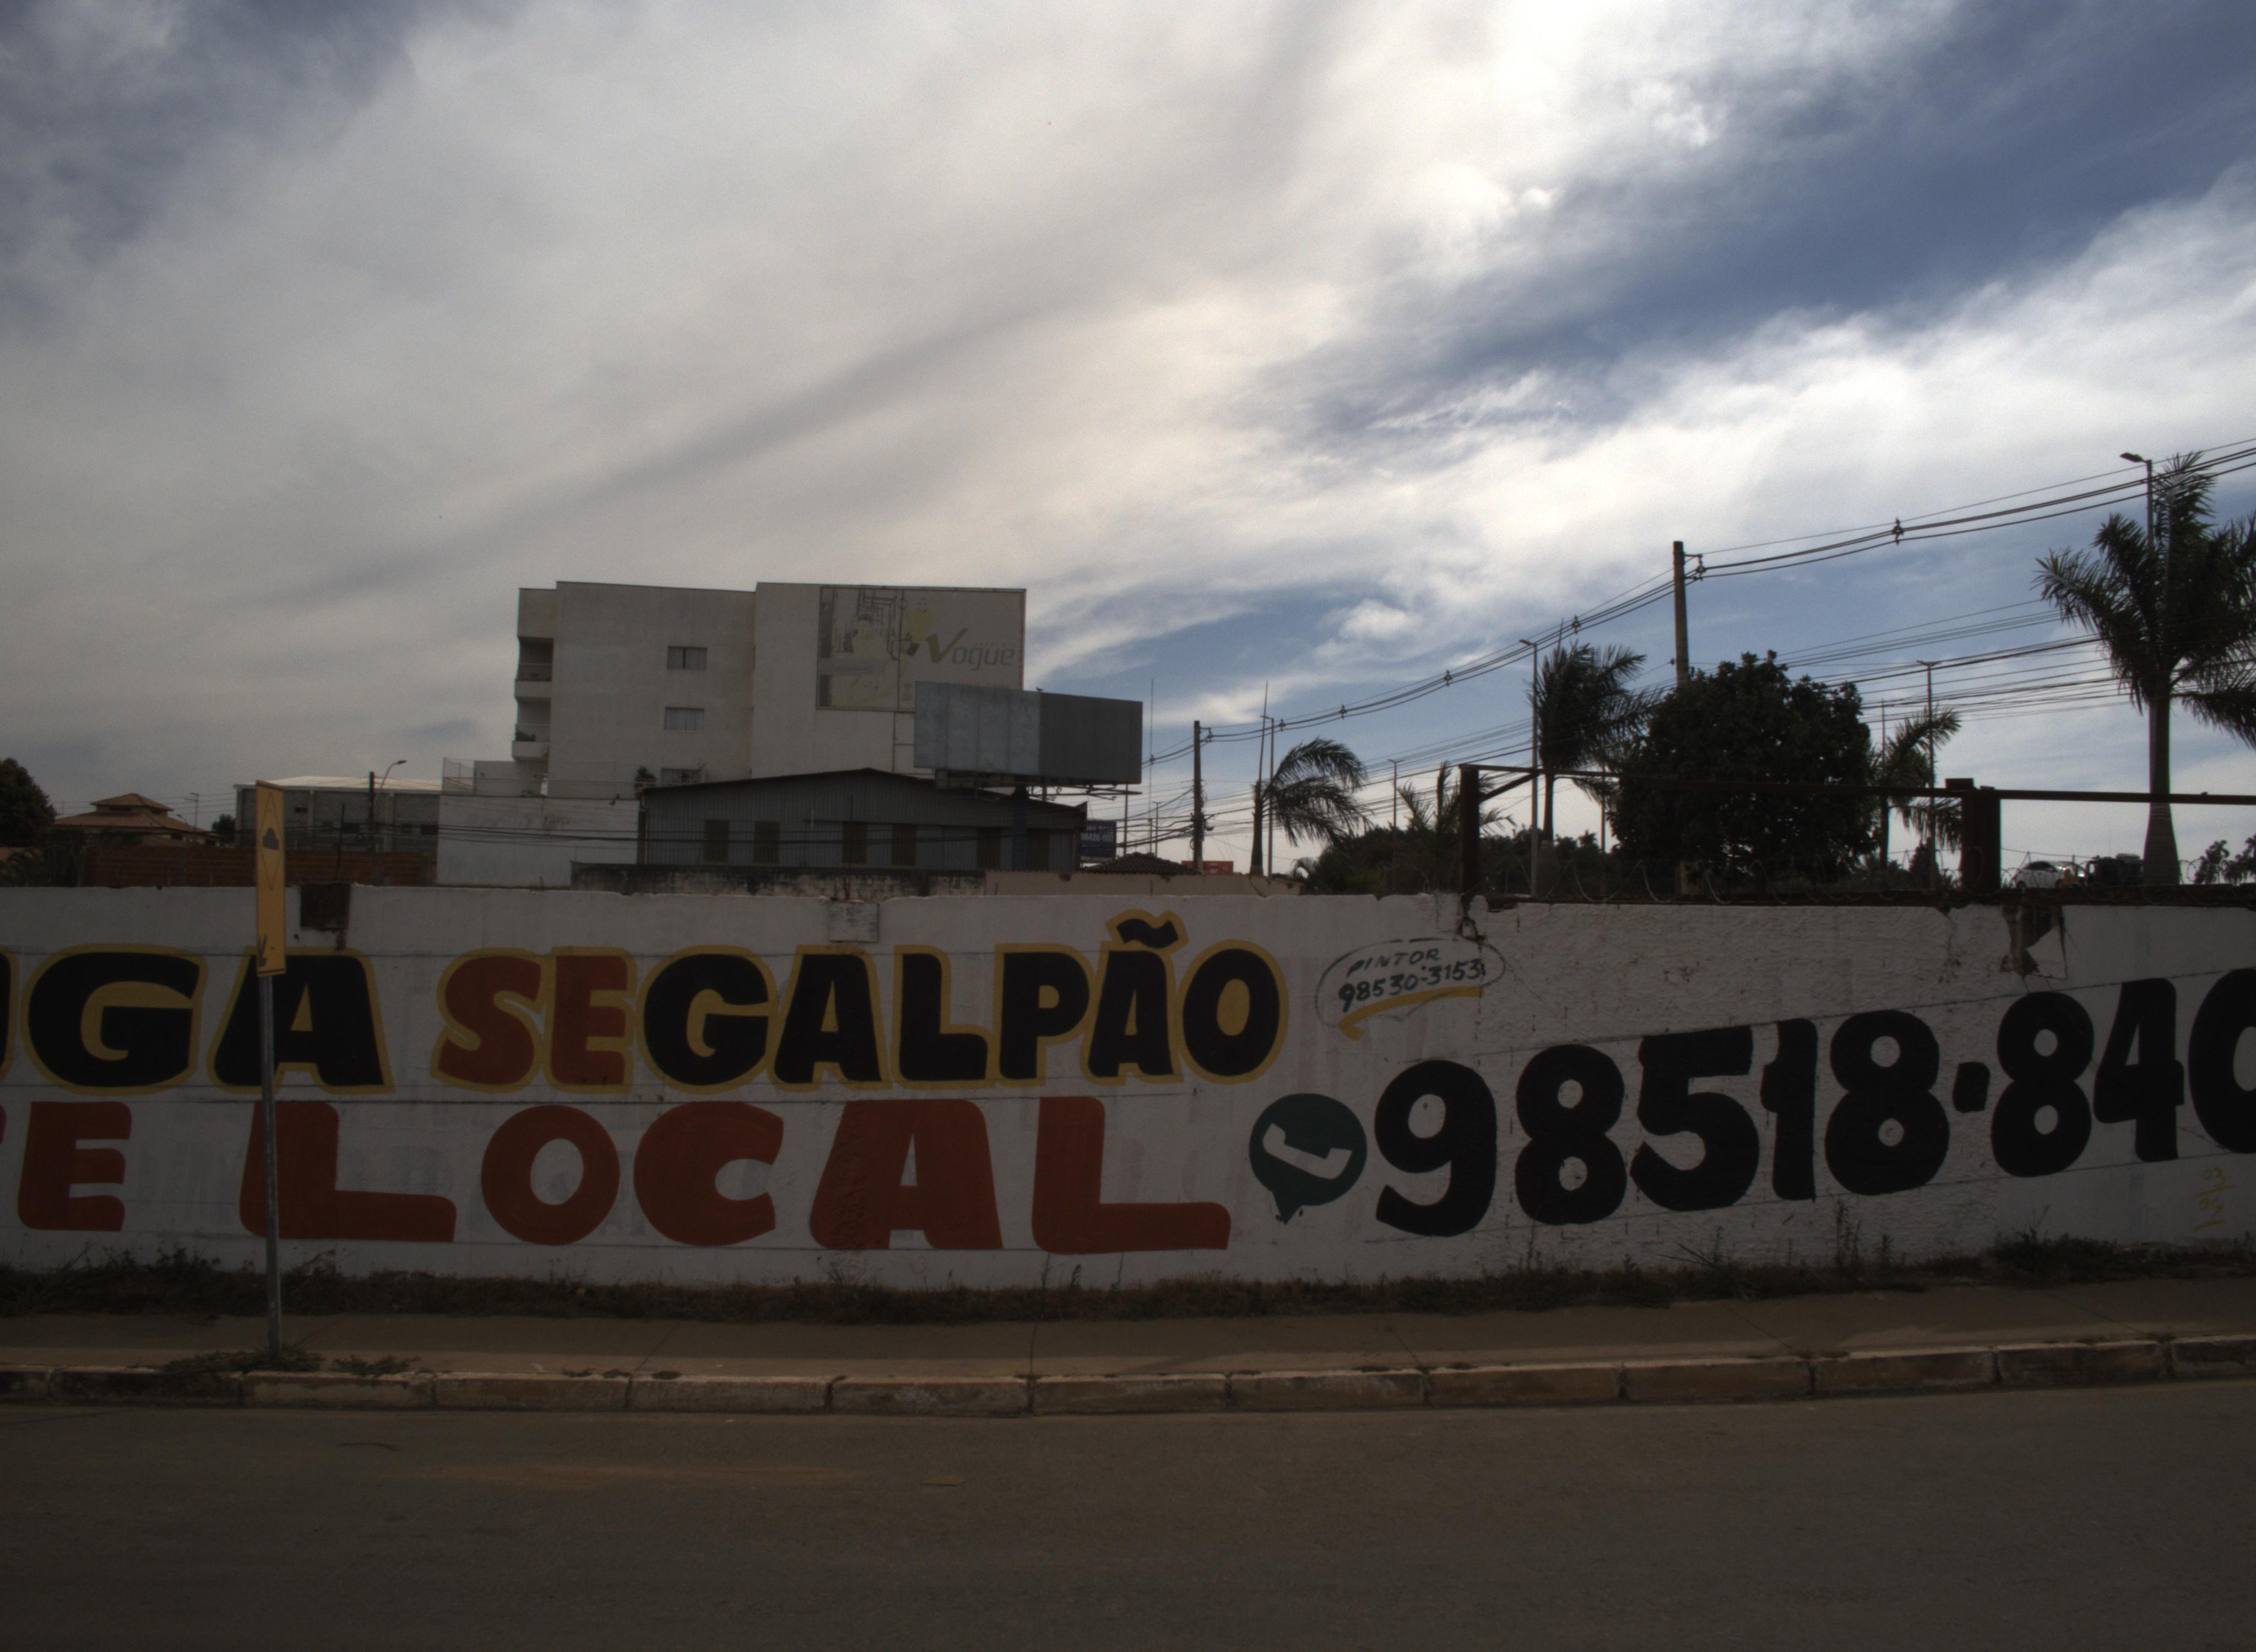 Vogue
UGA SE GALPÃO
PINTOR
98530-3153
E LOCAL
98518-840